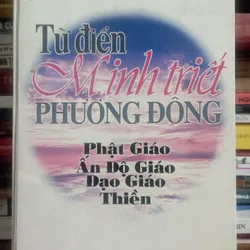 Từ điển
Minh triết
PHƯƠNG ĐÔNG
Phật Giáo
Ấn Độ Giáo
Đạo Giáo
Thiền